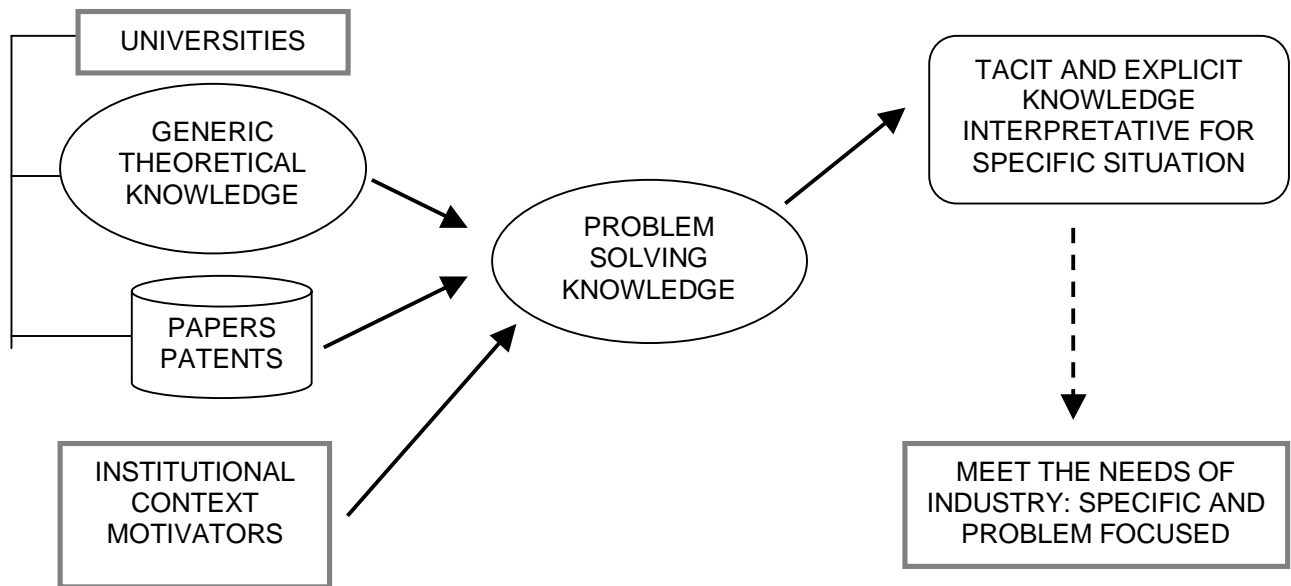 UNIVERSITIES
GENERIC
THEORETICAL
KNOWLEDGE
PAPERS
PATENTS
INSTITUTIONAL
CONTEXT
MOTIVATORS
PROBLEM
SOLVING
KNOWLEDGE
TACIT AND EXPLICIT
KNOWLEDGE
INTERPRETATIVE FOR
SPECIFIC SITUATION
MEET THE NEEDS OF
INDUSTRY: SPECIFIC AND
PROBLEM FOCUSED